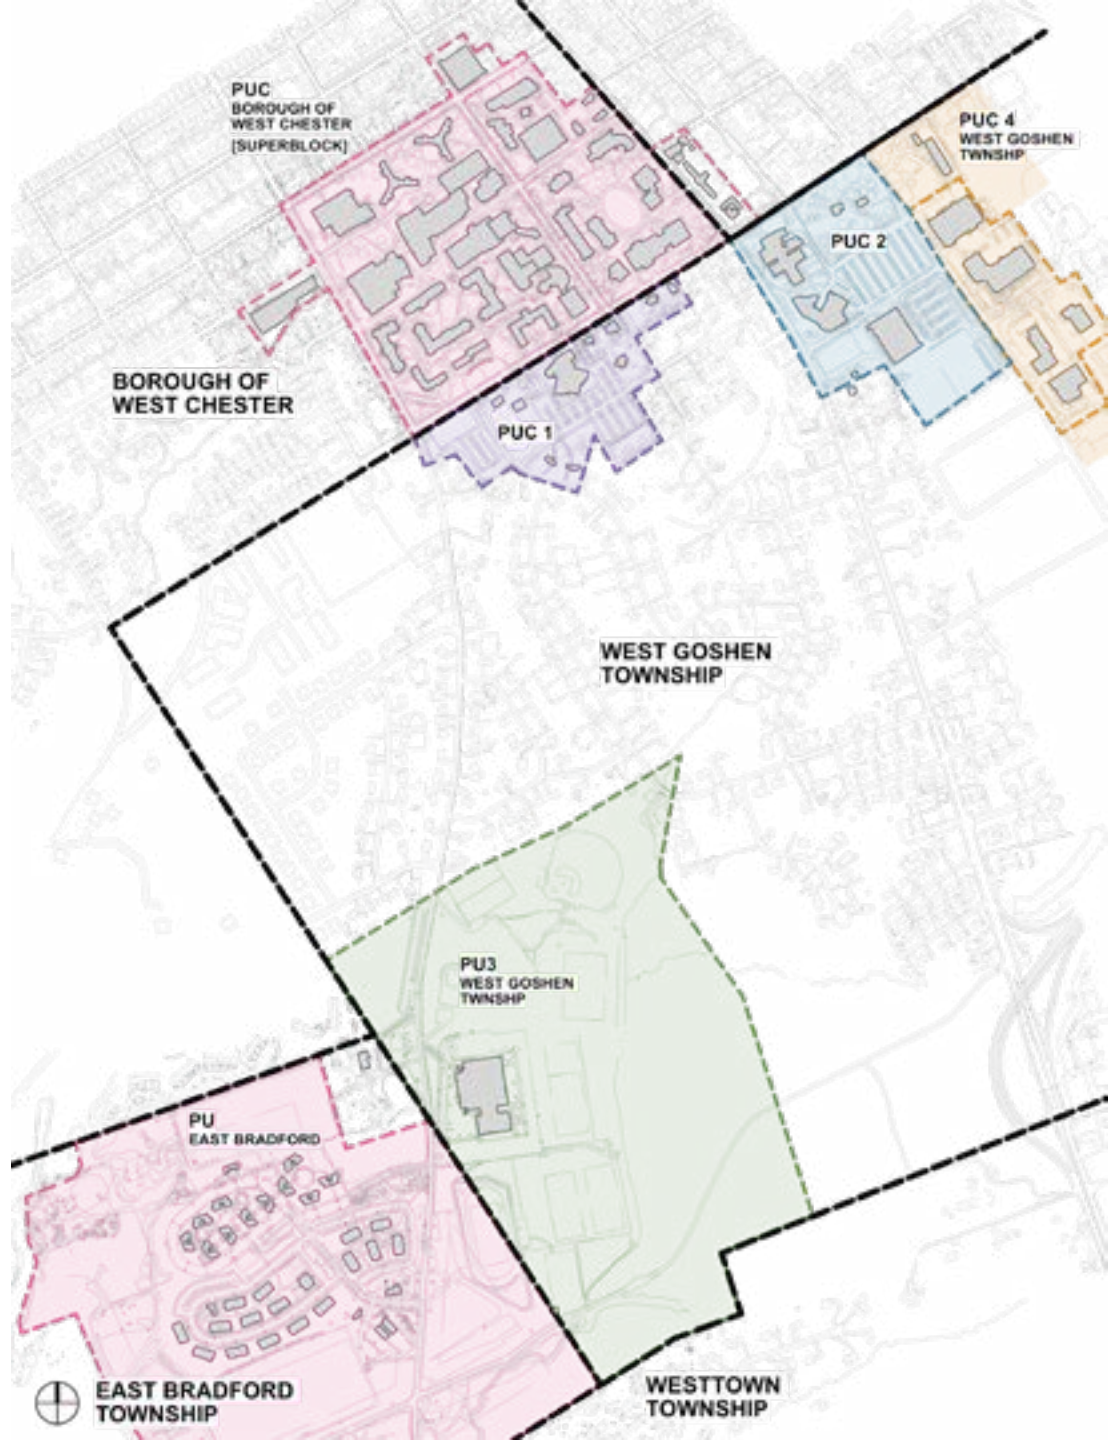 PUC
BOROUGH OF
WEST CHESTER
[SUPERBLOCK]
PUC 4
WEST GOSHEN
TWNSHP
PUC 2
BOROUGH OF
WEST CHESTER
PUC 1
WEST GOSHEN
TOWNSHIP
PU3
WEST GOSHEN
TWNSHP
PU
EAST BRADFORD
EAST BRADFORD
TOWNSHIP
WESTTOWN
TOWNSHIP